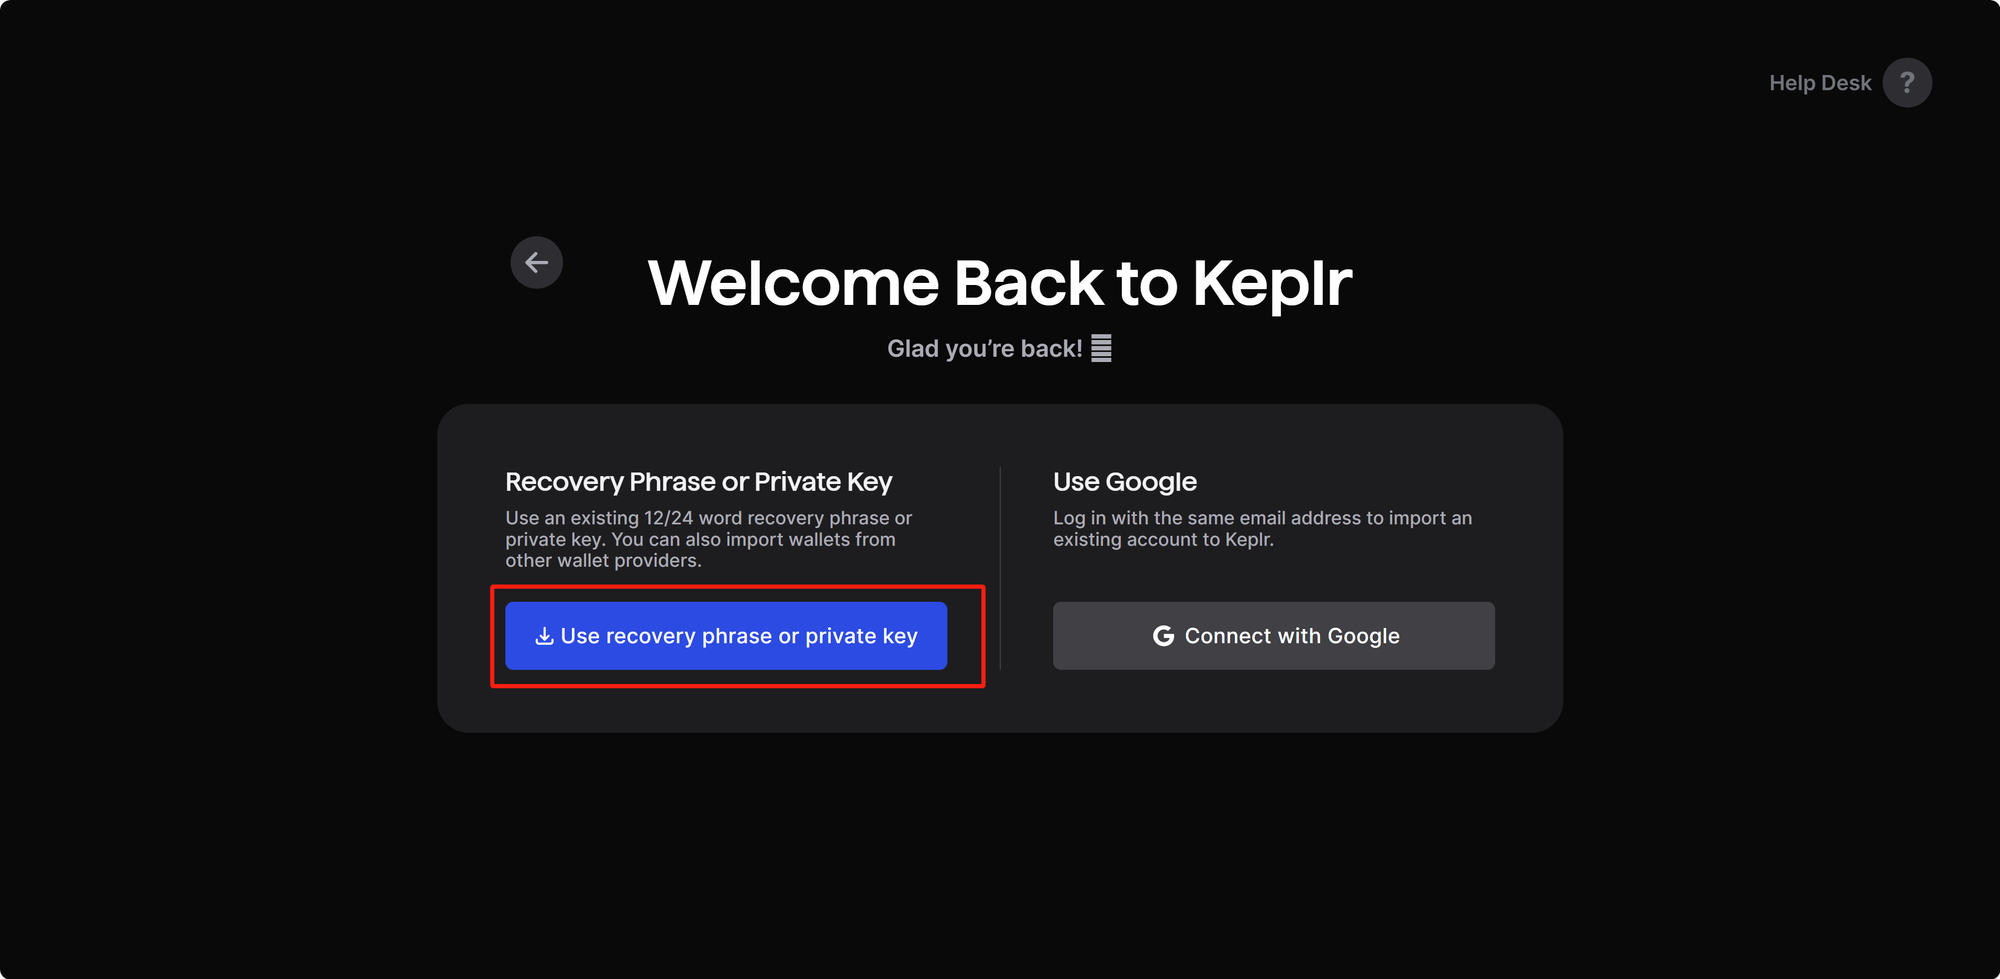 Help Desk ?
Welcome Back to Keplr
Glad you’re back!
Recovery Phrase or Private Key
Use an existing 12/24 word recovery phrase or
private key. You can also import wallets from
other wallet providers.
Use recovery phrase or private key
Use Google
Log in with the same email address to import an
existing account to Keplr.
G Connect with Google